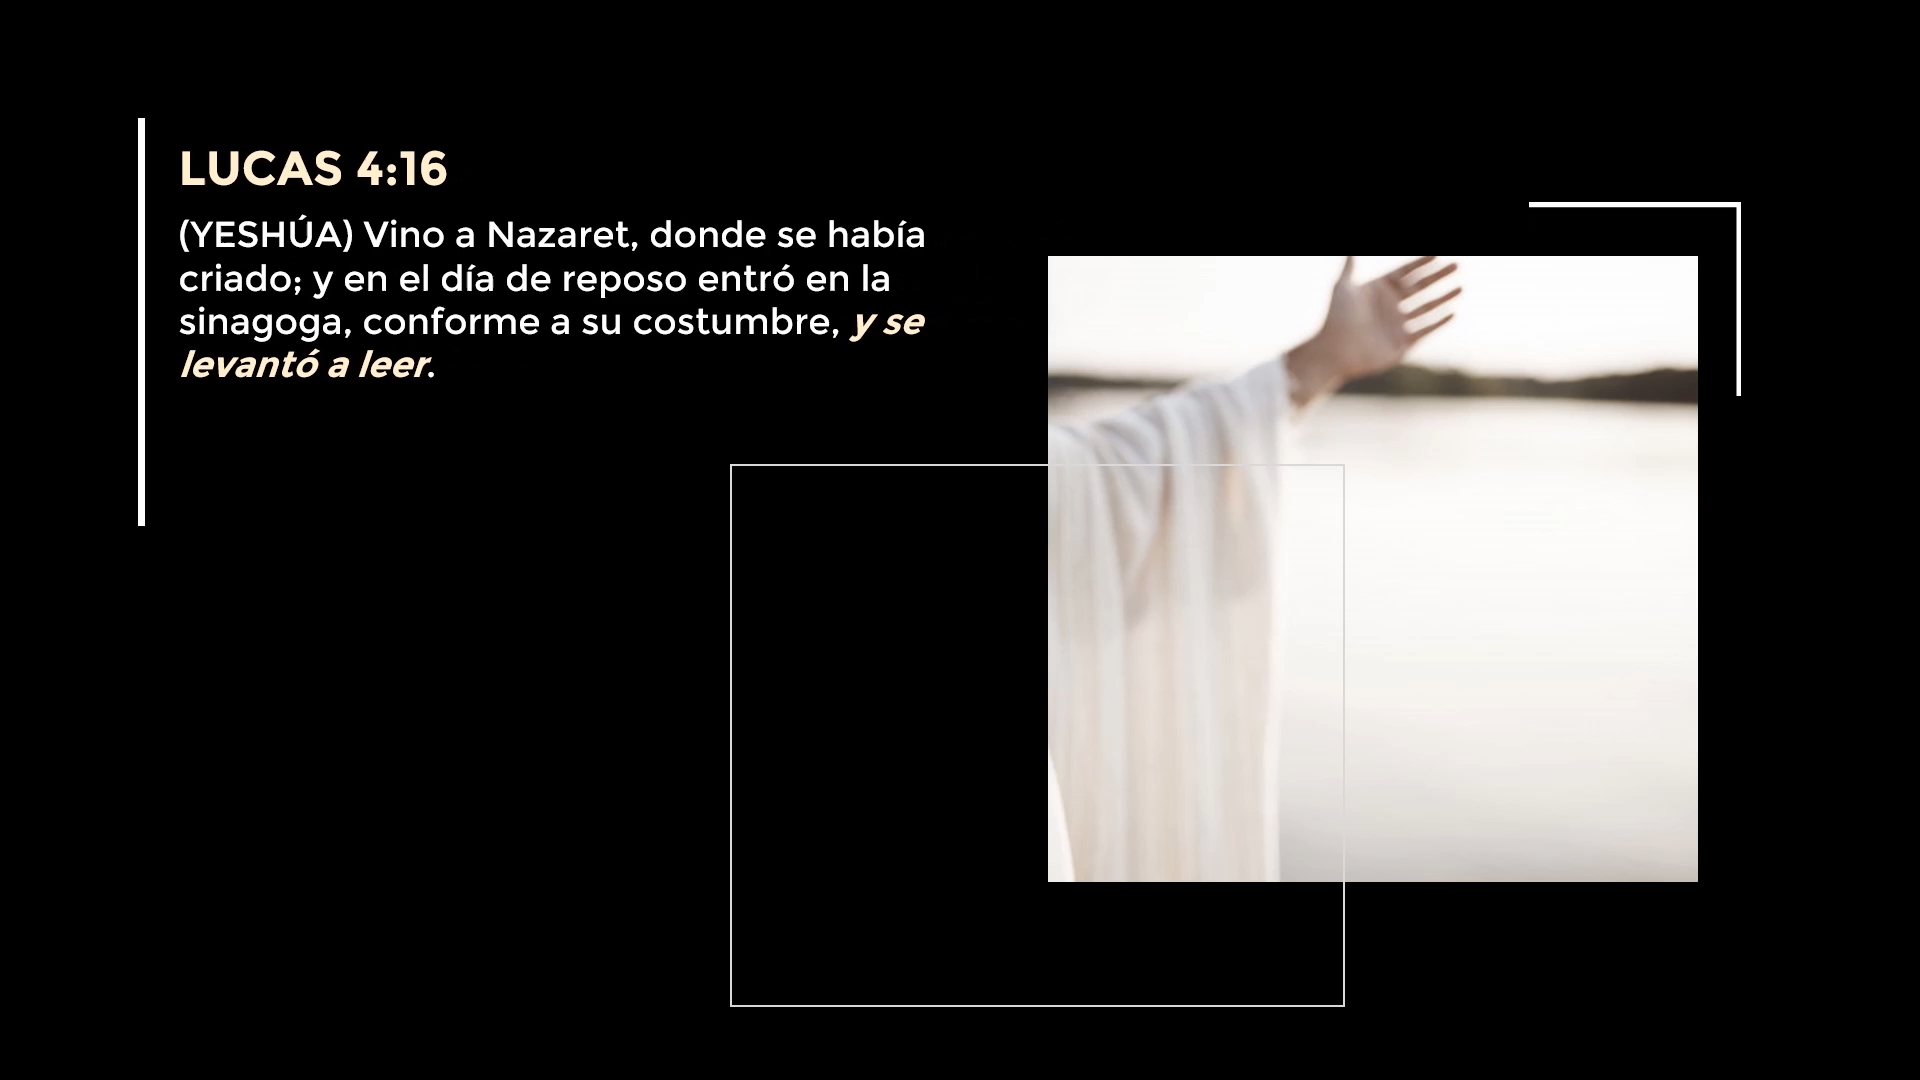 LUCAS 4:16
(YESHÚA) Vino a Nazaret, donde se había
criado; y en el día de reposo entró en la
sinagoga, conforme a su costumbre, y se
levantó a leer.